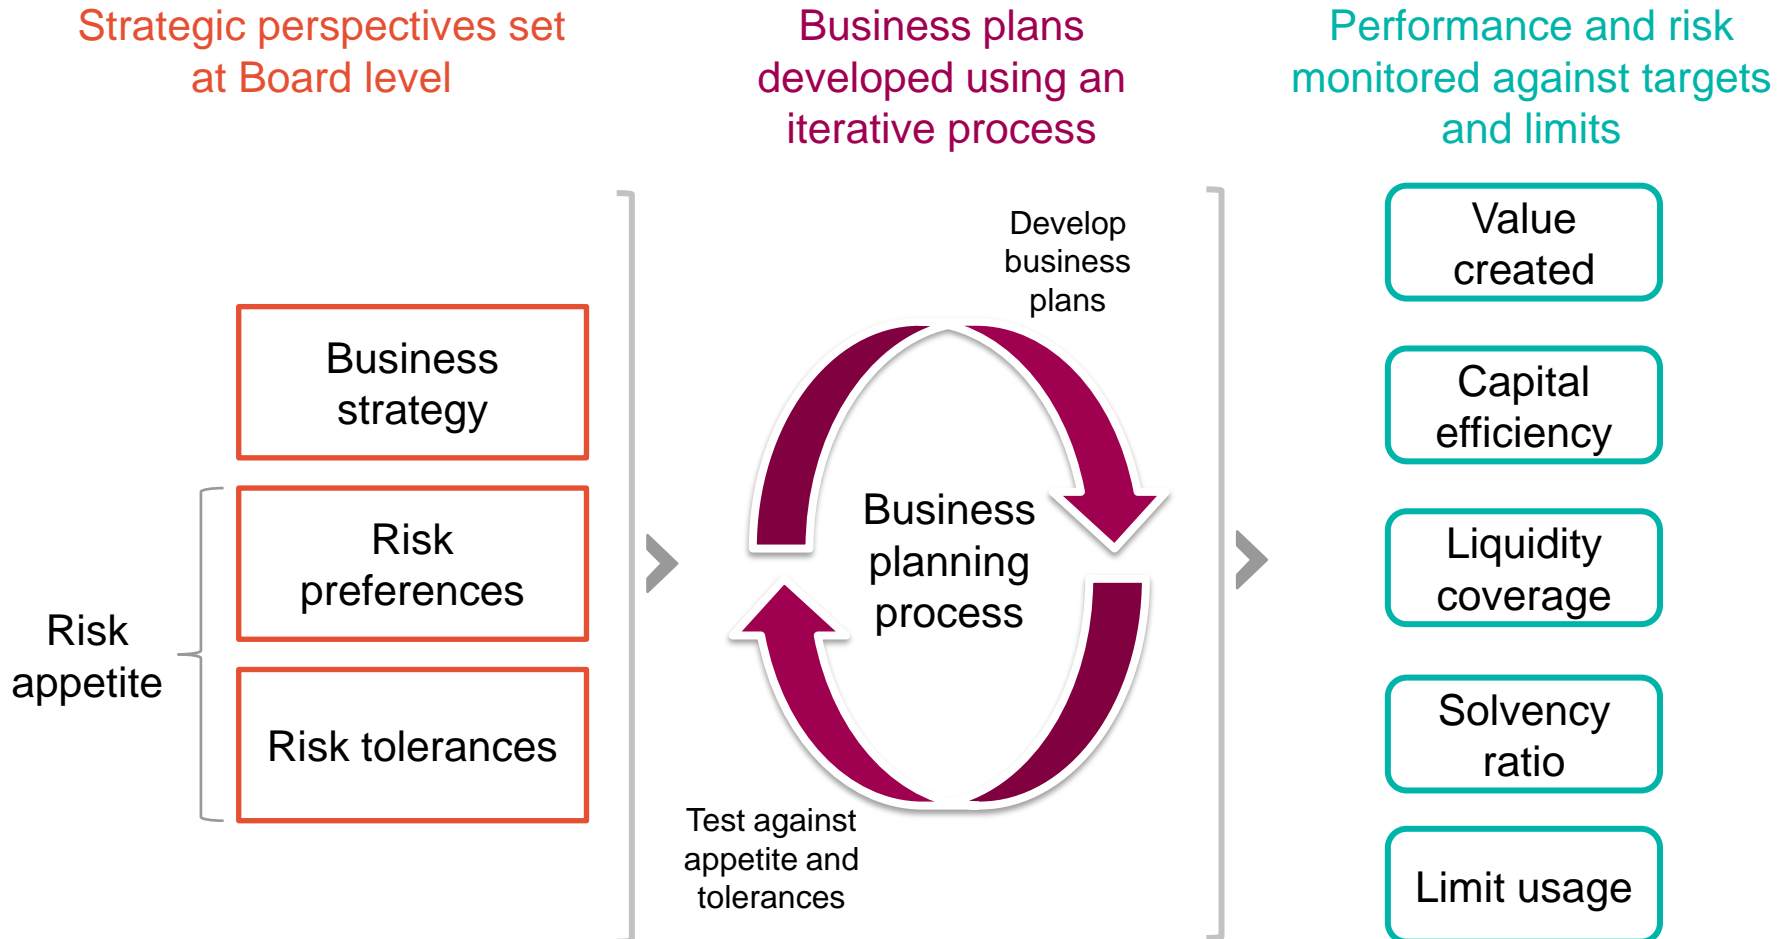 Strategic perspectives set
at Board level
Business
strategy
Risk
preferences
Risk tolerances
Risk
appetite
Business plans
developed using an
iterative process
Develop
business
plans
Business
planning
process
Test against
appetite and
tolerances
Performance and risk
monitored against targets
and limits
Value
created
Capital
efficiency
Liquidity
coverage
Solvency
ratio
Limit usage